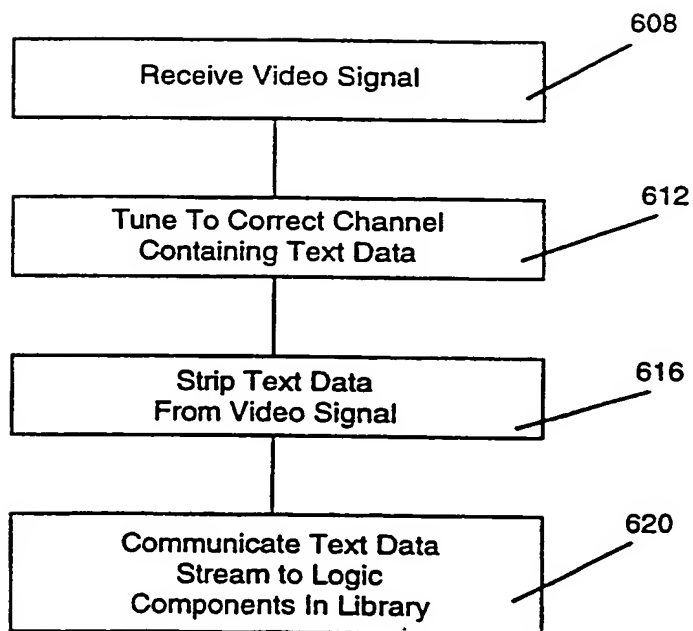 608
Receive Video Signal
612
Tune To Correct Channel
Containing Text Data
616
Strip Text Data
From Video Signal
620
Communicate Text Data
Stream to Logic
Components In Library